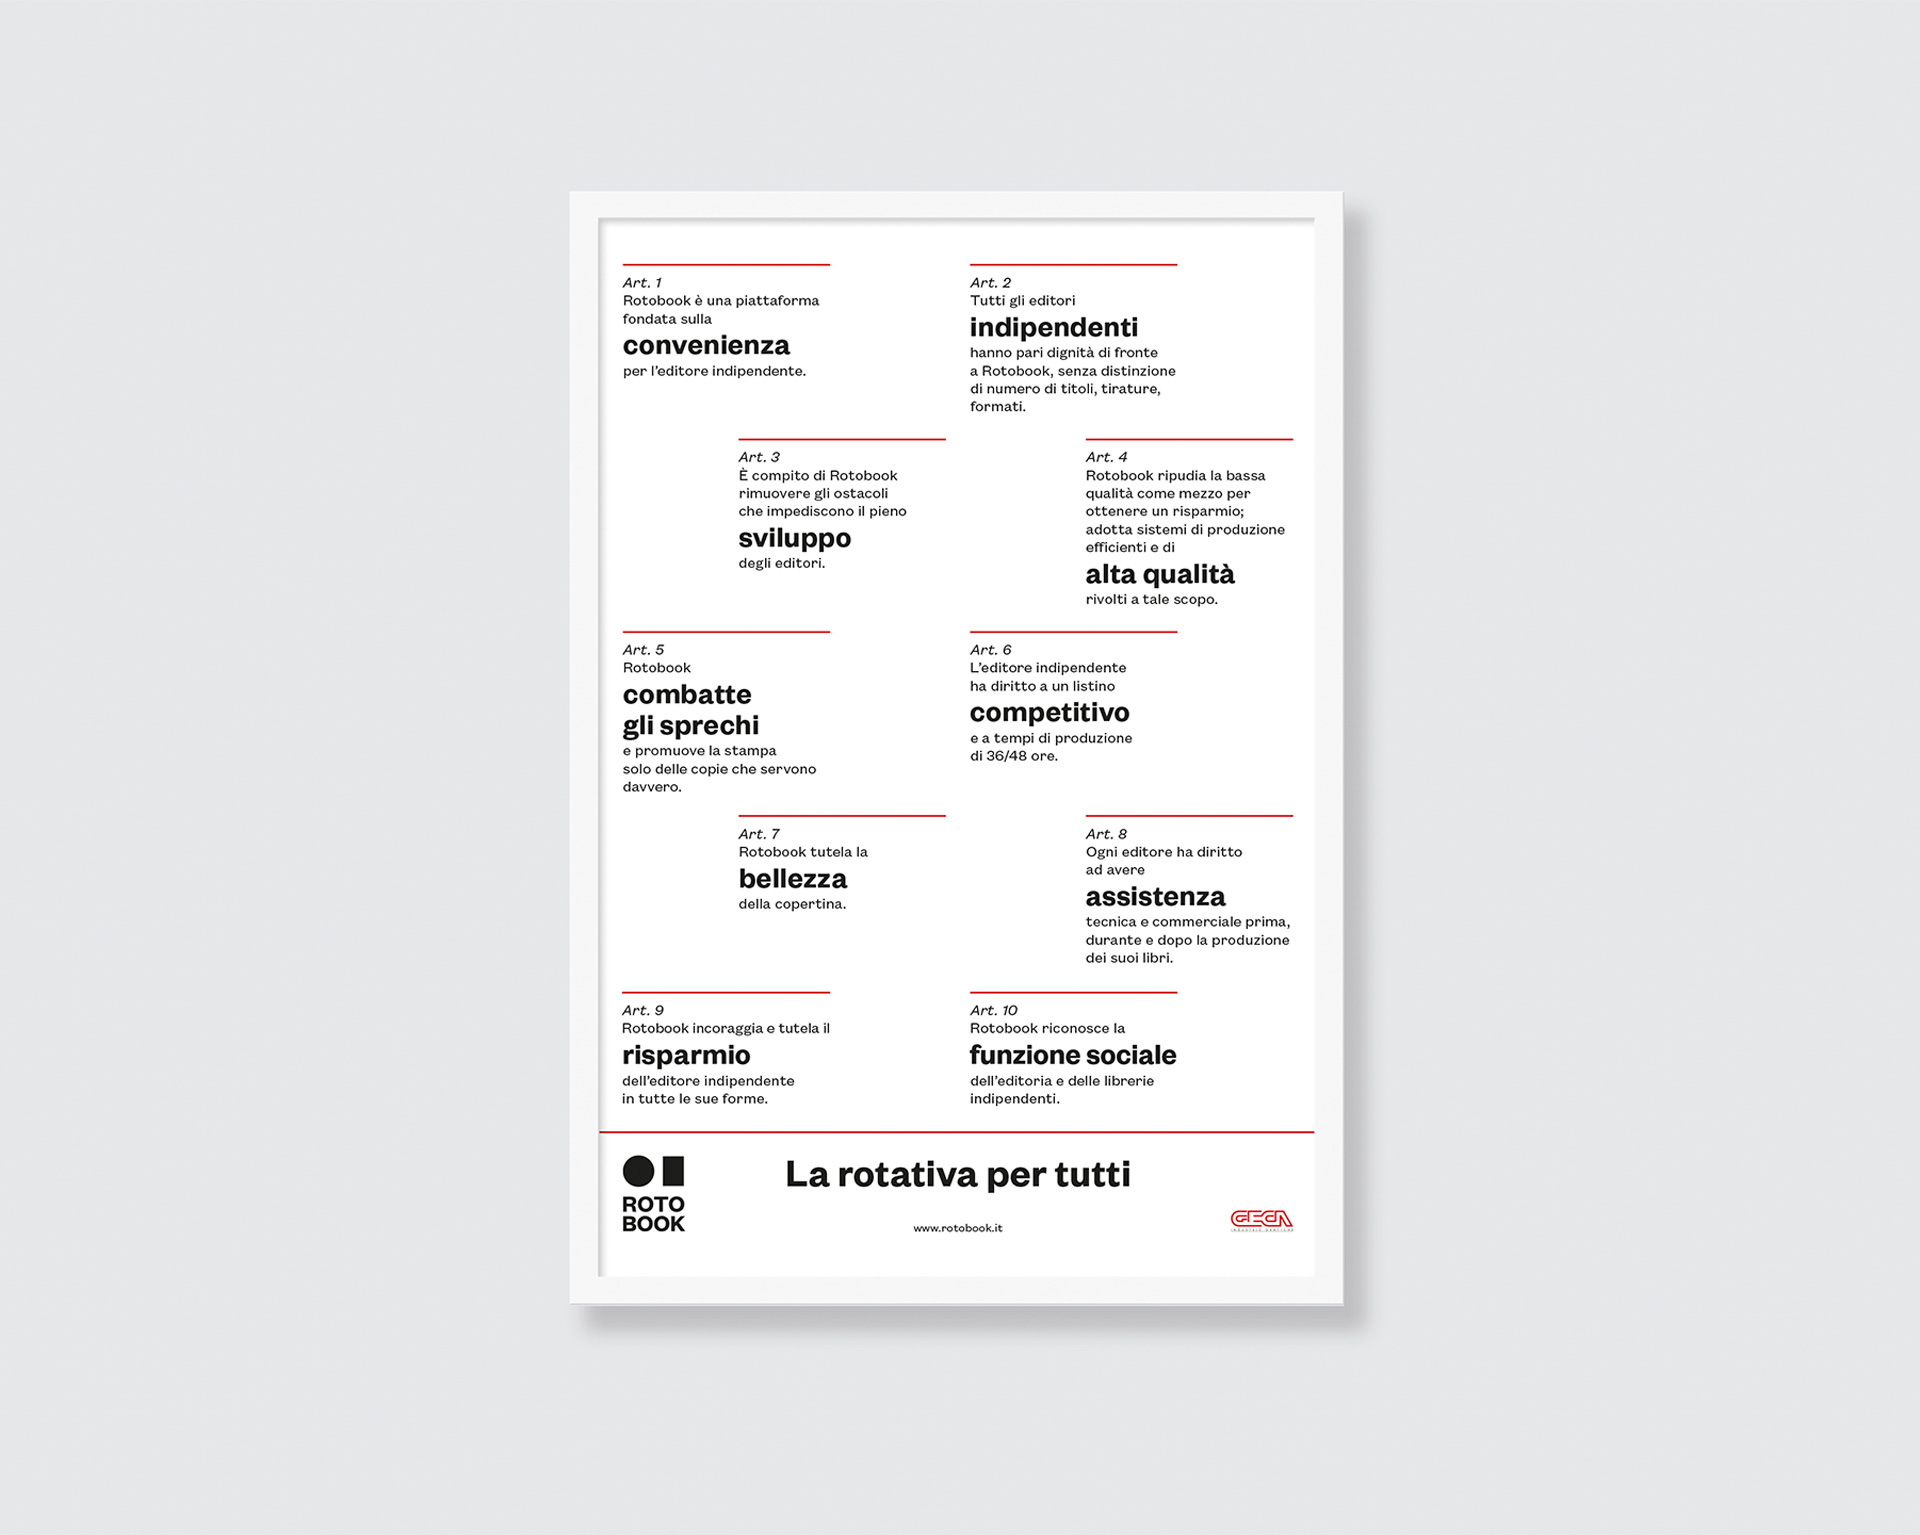 Art. 1
Rotobook è una piattaforma
fondata sulla
convenienza
per l'editore indipendente.
Art. 2
Tutti gli editori
indipendenti
hanno pari dignità di fronte
a Rotobook, senza distinzione
di numero di titoli, tirature,
formati.
Art. 3
È compito di Rotobook
rimuovere gli ostacoli
che impediscono il pieno
sviluppo
degli editori.
Art. 4
Rotobook ripudia la bassa
qualità come mezzo per
ottenere un risparmio;
adotta sistemi di produzione
efficienti e di
alta qualità
rivolti a tale scopo.
Art. 5
Rotobook
combatte
gli sprechi
e promuove la stampa
solo delle copie che servono
davvero.
Art. 6
L'editore indipendente
ha diritto a un listino
competitivo
e a tempi di produzione
di 36/48 ore.
Art. 7
Rotobook tutela la
bellezza
della copertina.
Art. 8
Ogni editore ha diritto
ad avere
assistenza
tecnica e commerciale prima,
durante e dopo la produzione
dei suoi libri.
Art. 9
Rotobook incoraggia e tutela il
risparmio
dell'editore indipendente
in tutte le sue forme.
Art. 10
Rotobook riconosce la
funzione sociale
dell'editoria e delle librerie
indipendenti.
ROTO
BOOK
La rotativa per tutti
www.rotobook.it
GECA